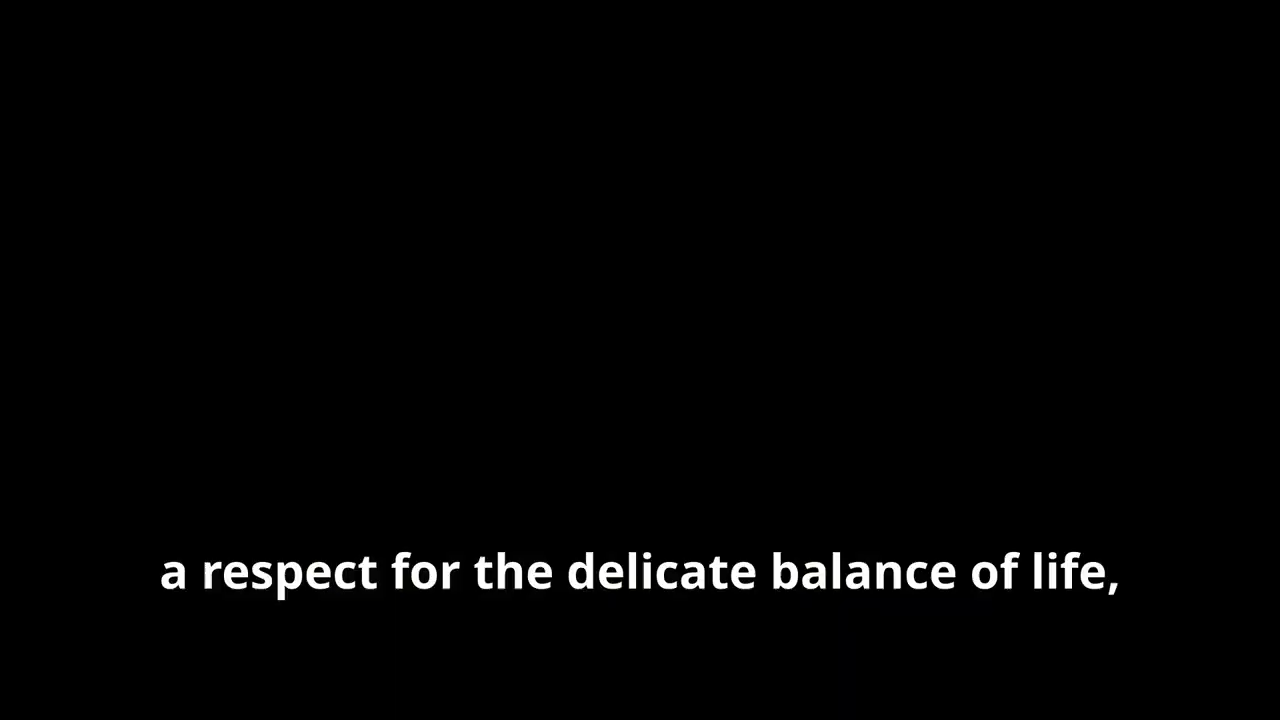 a respect for the delicate balance of life,